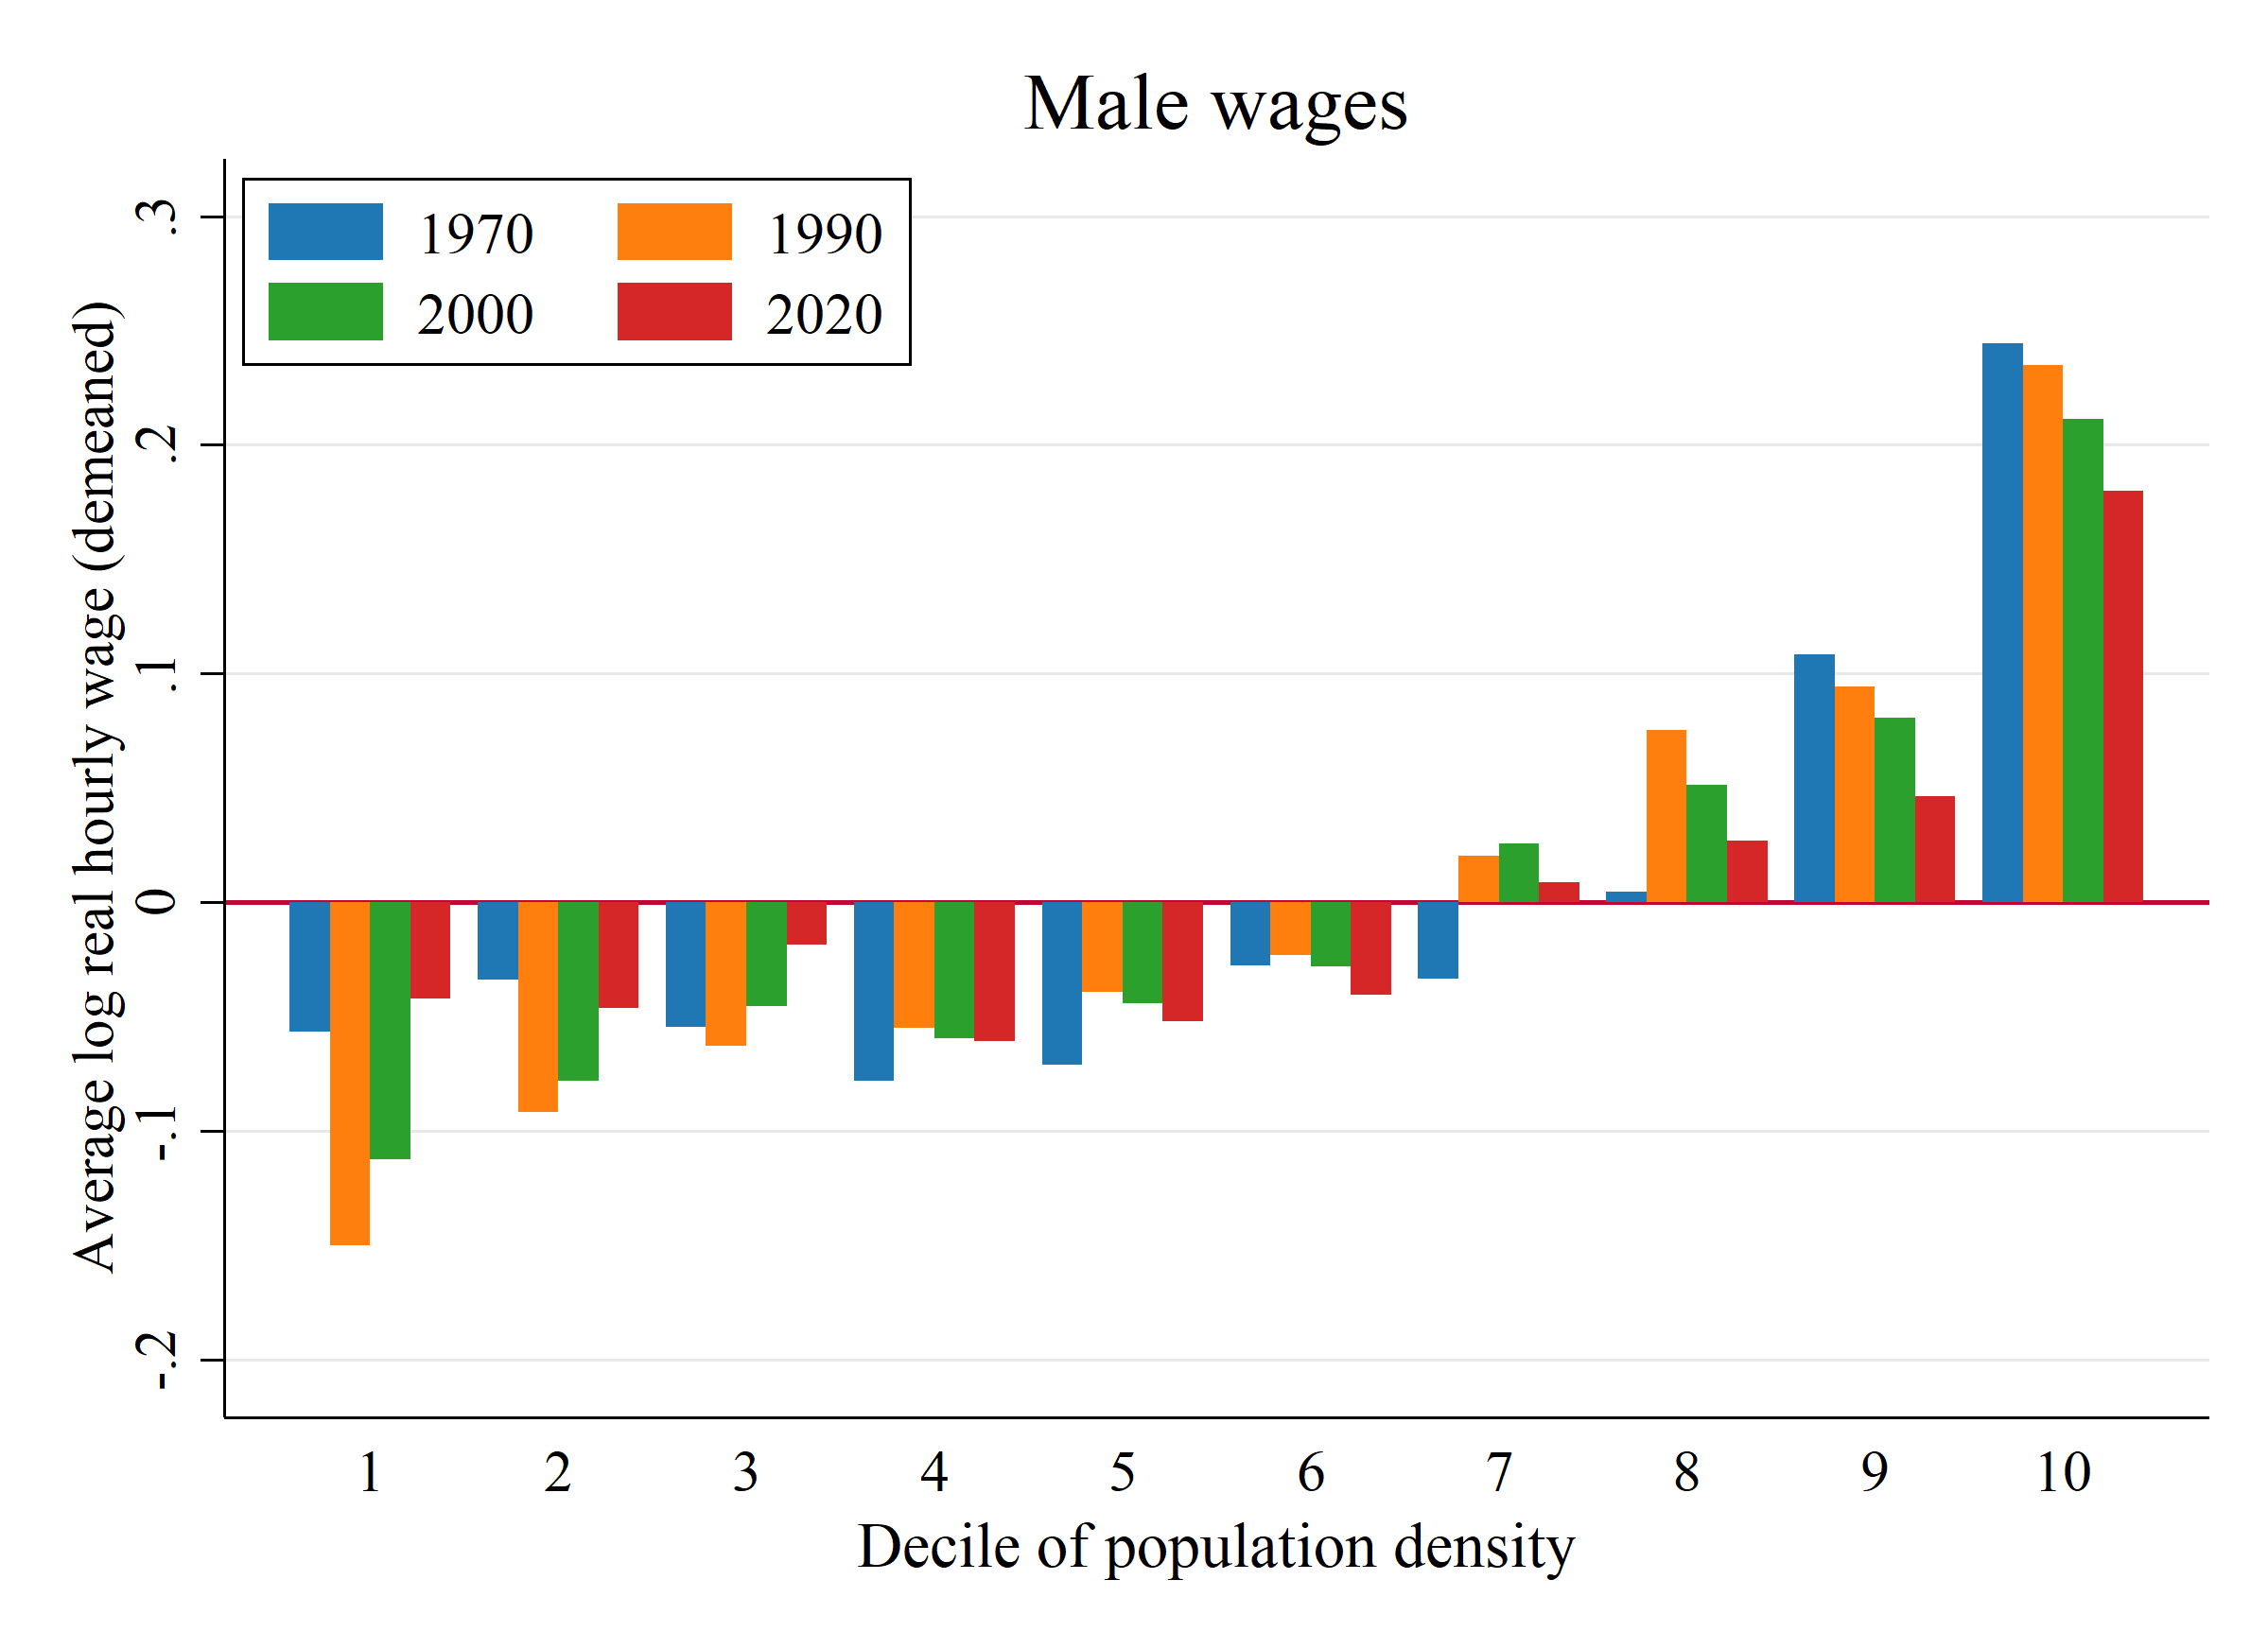 Male wages
1970 1990
2000 2020
Average log real hourly wage (demeaned)
.3
.2
.1
0
-.1
-.2
1 2 3 4 5 6 7 8 9 10
Decile of population density